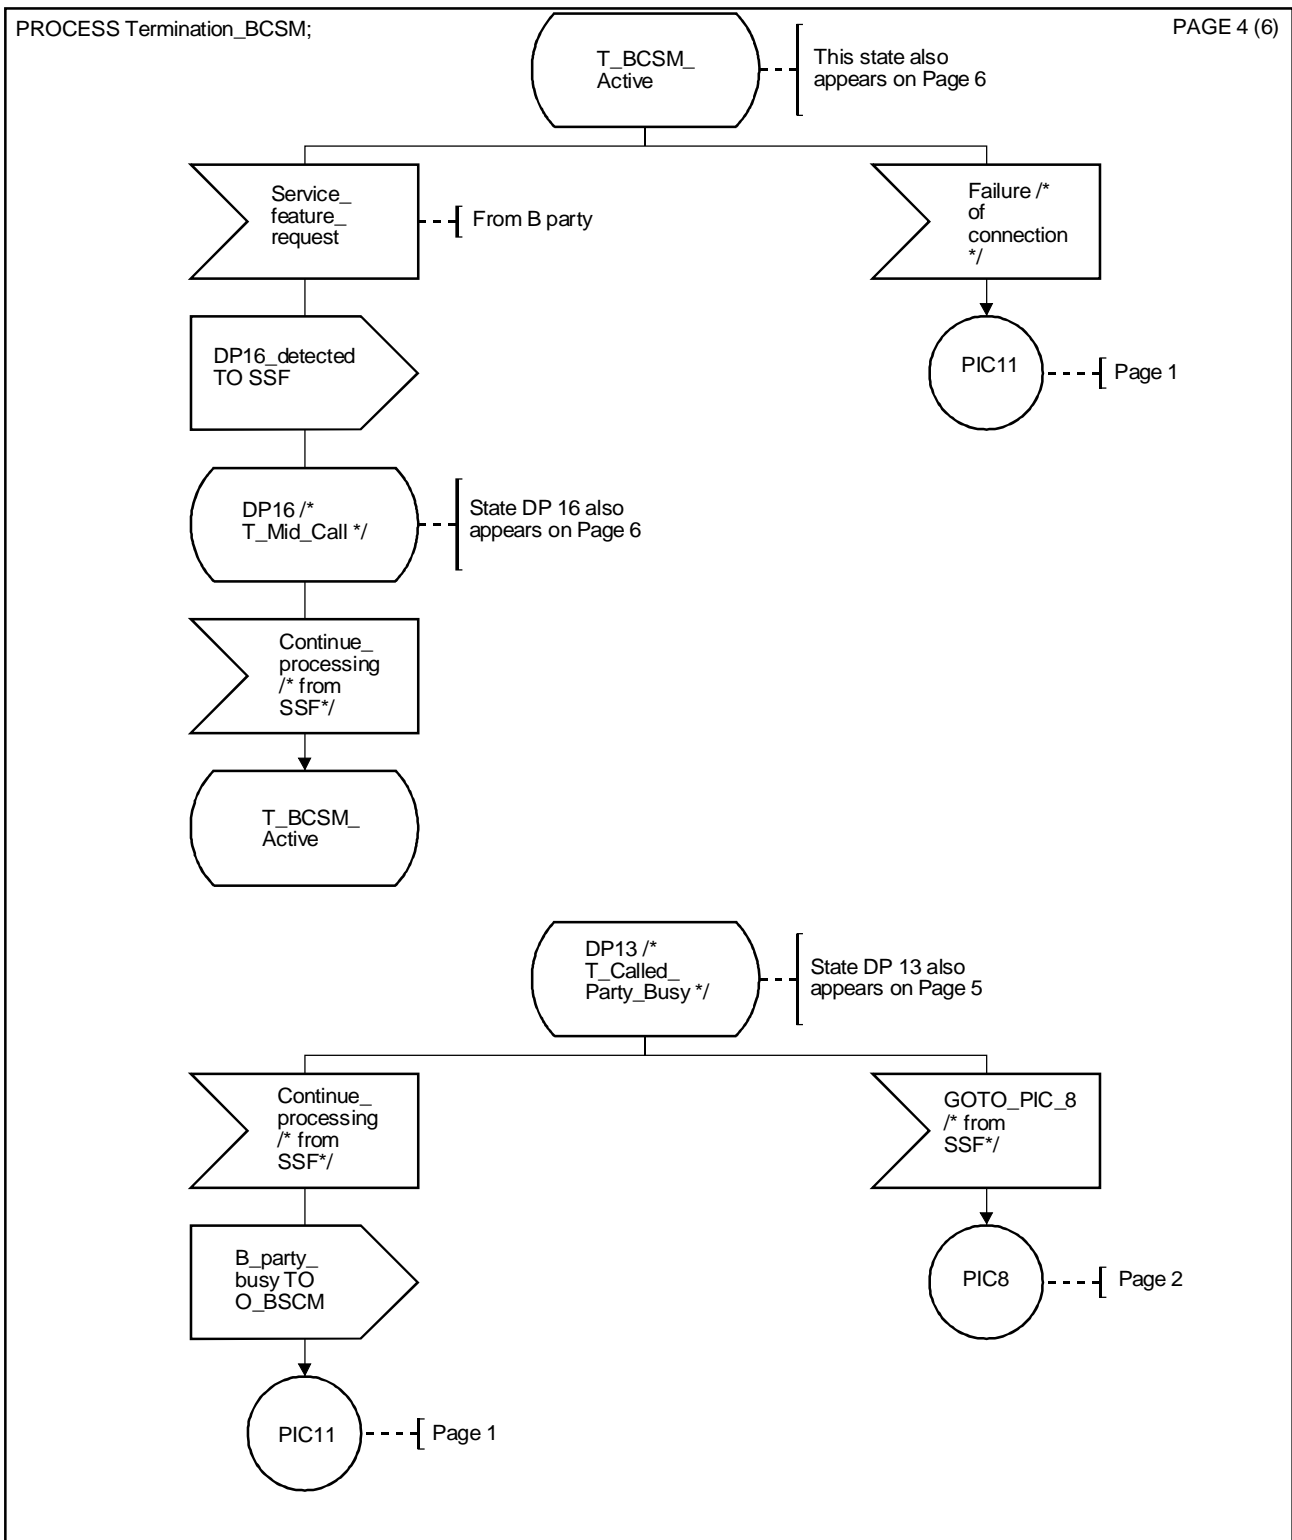 PROCESS Termination_BCSM;
PAGE 4 (6)
T_BCSM_
Active
This state also
appears on Page 6
Service_
feature_
request
From B party
Failure /*
of
connection
*/
DP16_detected
TO SSF
PIC11
Page 1
DP16 /*
T_Mid_Call */
State DP 16 also
appears on Page 6
Continue_
processing
/* from
SSF*/
T_BCSM_
Active
DP13 /*
T_Called_
Party_Busy */
State DP 13 also
appears on Page 5
Continue_
processing
/* from
SSF*/
GOTO_PIC_8
/* from
SSF*/
B_party_
busy TO
O_BSCM
PIC8
Page 2
PIC11
Page 1